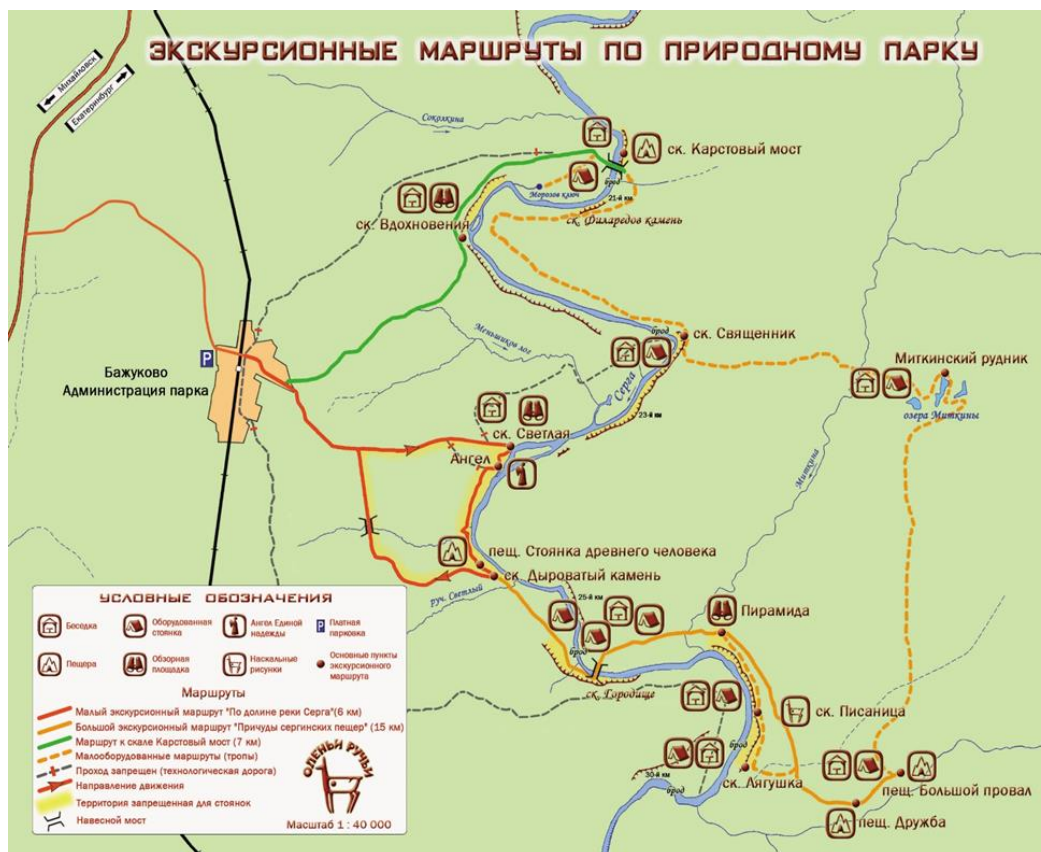 ЭКСКУРСИОННЫЕ МАРШРУТЫ ПО ПРИРОДНОМУ ПАРКУ
Михайловск
Екатеринбург
Соколкина
ск. Карстовый мост
брод
Морозов ключ
21-й км
ск. Филаредов камень
ск. Вдохновения
Меньшиков лог
брод
ск. Священник
Миткинский рудник
озера Миткины
Р
Бажуково
Администрация парка
Серга
23-й км
ск. Светлая
Ангел
Миткина
пещ. Стоянка древнего человека
ск. Дыроватый камень
руч. Светлый
25-й км
Пирамида
брод
ск. Городище
ск. Писаница
брод
30-й км
брод
ск. Лягушка
пещ. Большой провал
пещ. Дружба
УСЛОВНЫЕ ОБОЗНАЧЕНИЯ
Беседка
Оборудованная стоянка
Ангел Единой надежды
Р
Платная парковка
Пещера
Обзорная площадка
Наскальные рисунки
Основные пункты экскурсионного маршрута
Маршруты
Малый экскурсионный маршрут "По долине реки Серга"(6 км)
Большой экскурсионный маршрут "Причуды сергинских пещер" (15 км)
Маршрут к скале Карстовый мост (7 км)
Малооборудованные маршруты (тропы)
Проход запрещен (технологическая дорога)
Направление движения
Территория запрещенная для стоянок
Навесной мост
ОЛЕНЬИ РУЧЬИ
Масштаб 1 : 40 000